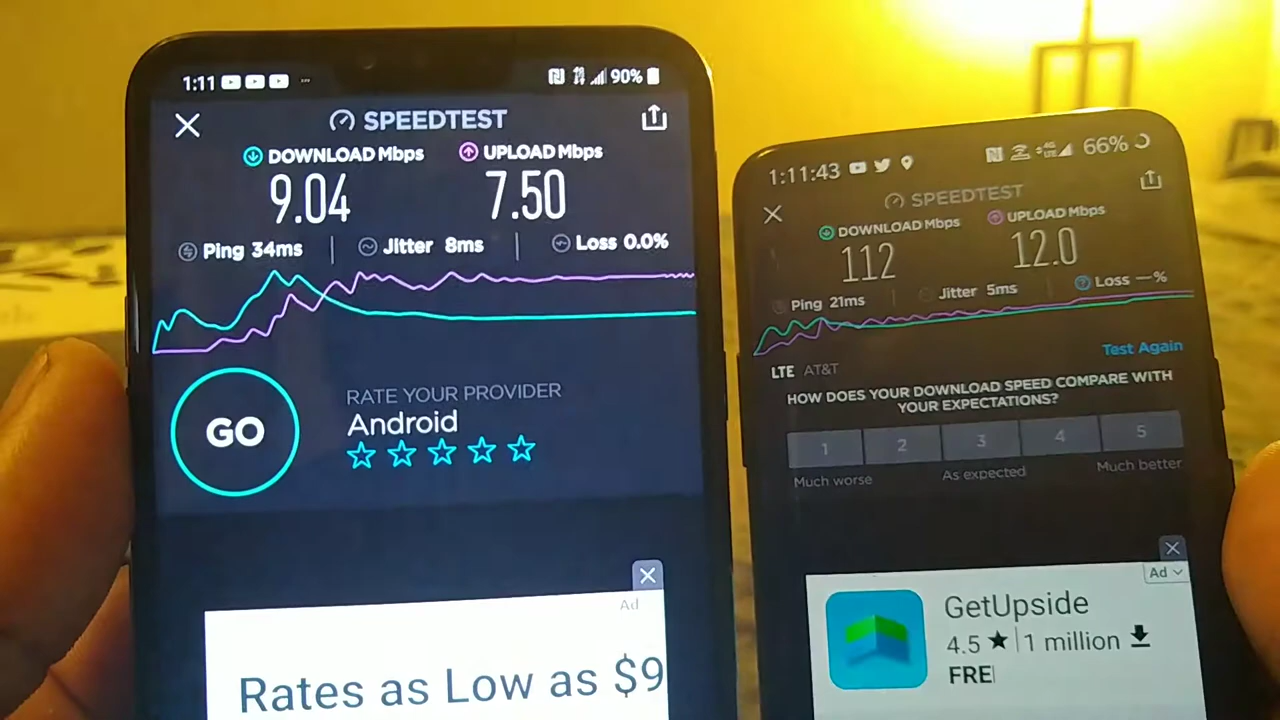 1:11
90%
SPEEDTEST
DOWNLOAD Mbps
UPLOAD Mbps
9.04
7.50
Ping 34ms
Jitter 8ms
Loss 0.0%
GO
RATE YOUR PROVIDER
Android
Ad
Rates as Low as $9
1:11:43
4G
LTE
66%
SPEEDTEST
DOWNLOAD Mbps
UPLOAD Mbps
112
12.0
Ping 21ms
Jitter 5ms
Loss —%
Test Again
LTE AT&T
HOW DOES YOUR DOWNLOAD SPEED COMPARE WITH
YOUR EXPECTATIONS?
1 2 3 4 5
Much worse As expected Much better
Ad
GetUpside
4.5 ★ 1 million
FRE